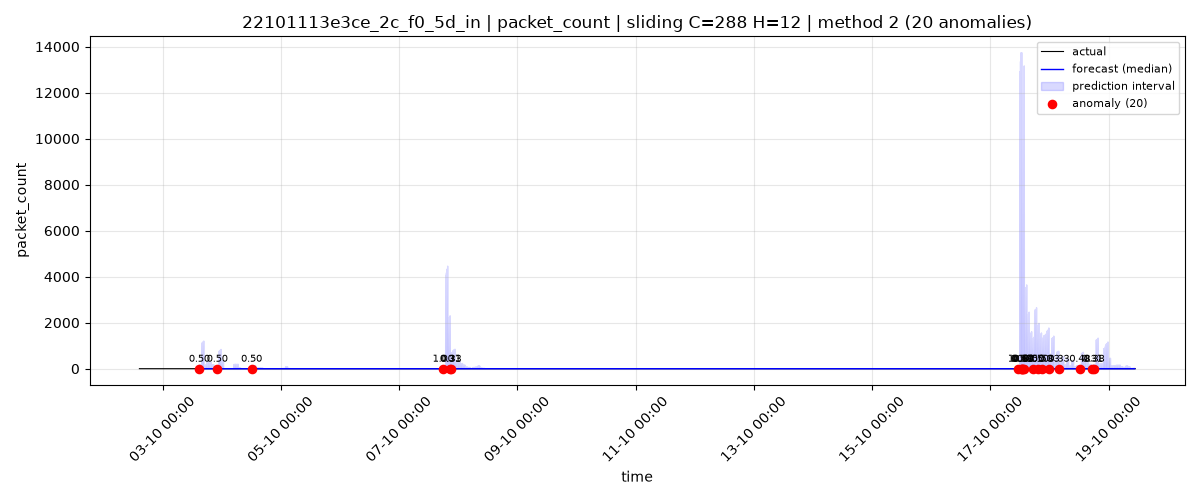 22101113e3ce_2c_f0_5d_in | packet_count | sliding C=288 H=12 | method 2 (20 anomalies)
actual
forecast (median)
prediction interval
anomaly (20)
14000
12000
10000
8000
6000
4000
2000
0
packet_count
0.50
0.50
0.50
03-10 00:00
05-10 00:00
07-10 00:00
09-10 00:00
11-10 00:00
13-10 00:00
15-10 00:00
17-10 00:00
19-10 00:00
time